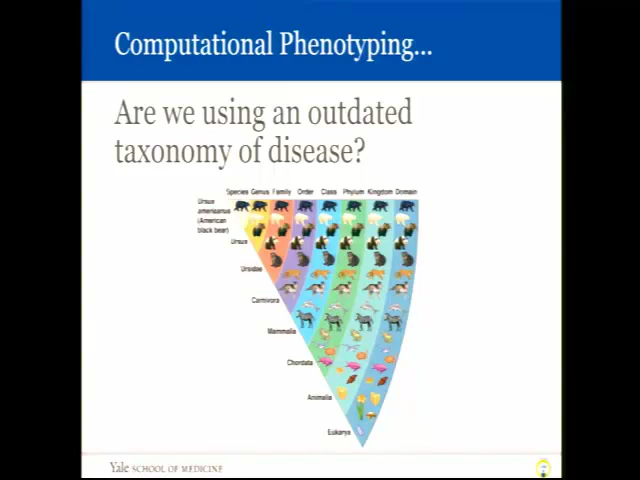 Computational Phenotyping...
Are we using an outdated
taxonomy of disease?
Species Genus Family Order Class Phylum Kingdom Domain
Ursus
americanus
(American
black bear)
Ursus
Ursidae
Carnivora
Mammalia
Chordata
Animalia
Eukarya
Yale SCHOOL OF MEDICINE